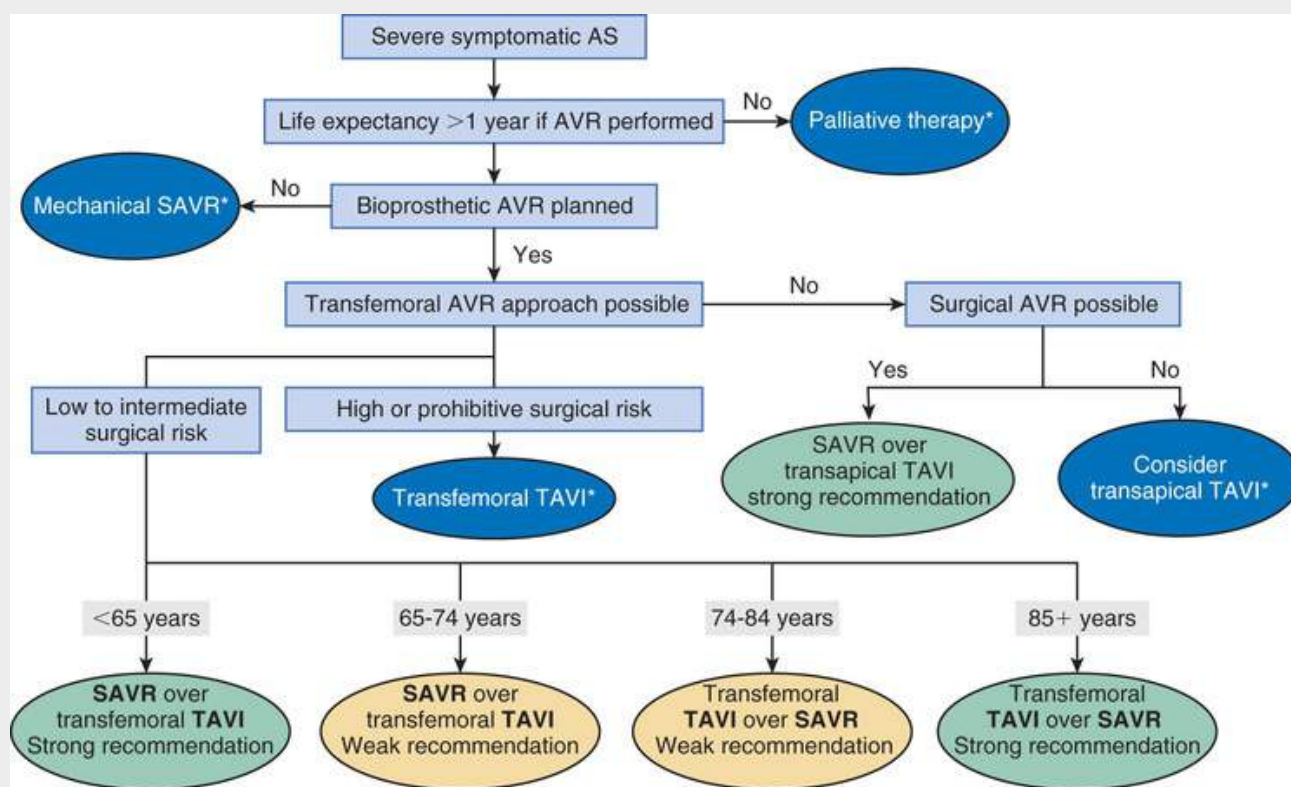 Severe symptomatic AS
Life expectancy >1 year if AVR performed
No
Palliative therapy*
Mechanical SAVR*
No
Bioprosthetic AVR planned
Yes
Transfemoral AVR approach possible
No
Surgical AVR possible
Yes
No
Low to intermediate
surgical risk
High or prohibitive surgical risk
SAVR over
transapical TAVI
strong recommendation
Consider
transapical TAVI*
Transfemoral TAVI*
<65 years
65-74 years
74-84 years
85+ years
SAVR over
transfemoral TAVI
Strong recommendation
SAVR over
transfemoral TAVI
Weak recommendation
Transfemoral
TAVI over SAVR
Weak recommendation
Transfemoral
TAVI over SAVR
Strong recommendation